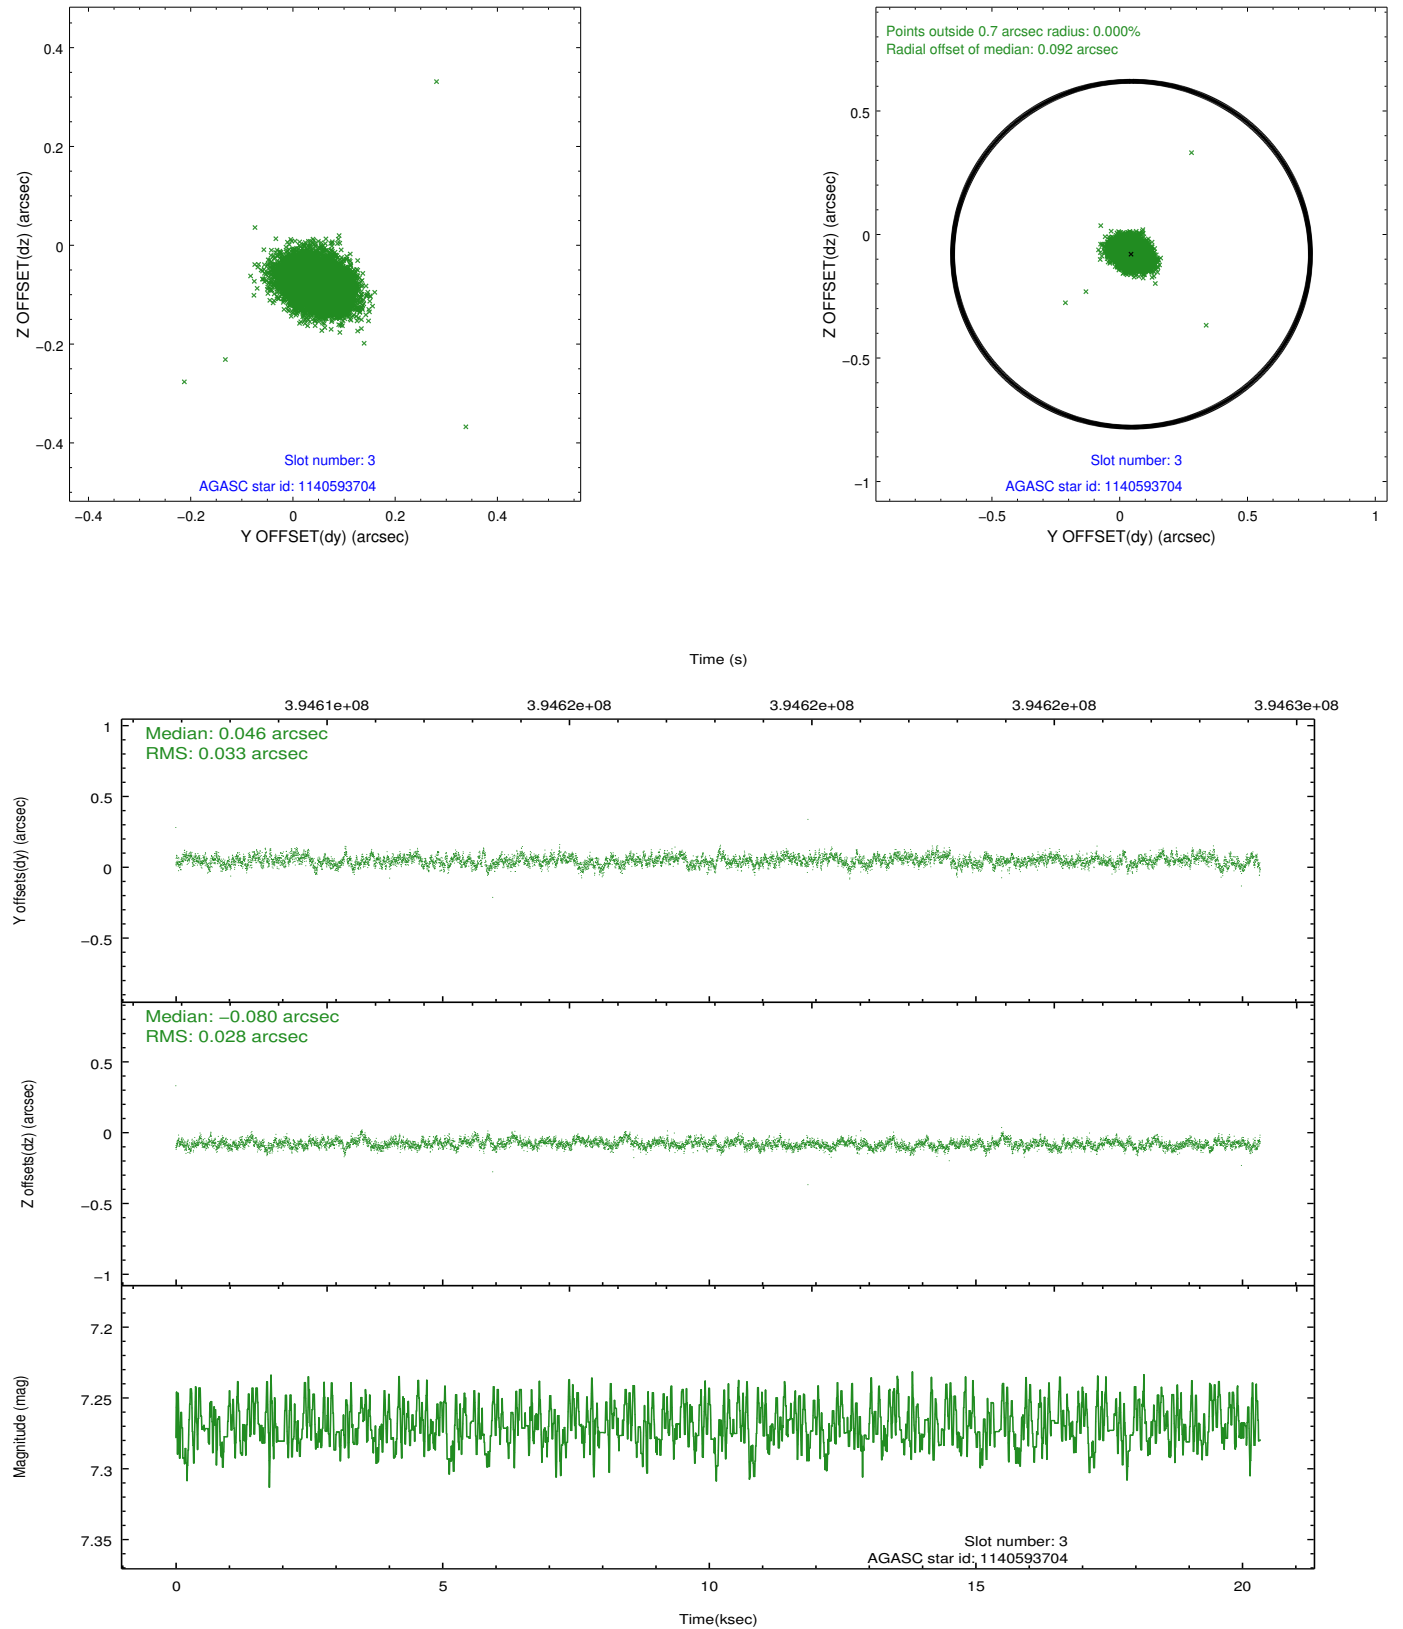 0.4
0.2
0
−0.2
−0.4
Z OFFSET(dz) (arcsec)
Slot number: 3
AGASC star id: 1140593704
−0.4
−0.2
0
0.2
0.4
Y OFFSET(dy) (arcsec)
Points outside 0.7 arcsec radius: 0.000%
Radial offset of median: 0.092 arcsec
0.5
0
−0.5
−1
Z OFFSET(dz) (arcsec)
Slot number: 3
AGASC star id: 1140593704
−0.5
0
0.5
1
Y OFFSET(dy) (arcsec)
Time (s)
3.9461e+08
3.9462e+08
3.9462e+08
3.9462e+08
3.9463e+08
Median: 0.046 arcsec
RMS: 0.033 arcsec
1
0.5
0
−0.5
Y offsets(dy) (arcsec)
Median: −0.080 arcsec
RMS: 0.028 arcsec
0.5
0
−0.5
−1
Z offsets(dz) (arcsec)
7.2
7.25
7.3
7.35
Magnitude (mag)
Slot number: 3
AGASC star id: 1140593704
0
5
10
15
20
Time(ksec)